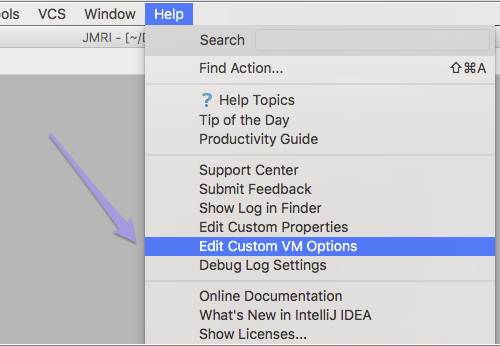 ols VCS Window Help
JMRI - [~/D
Search
Find Action... ⇧⌘A
? Help Topics
Tip of the Day
Productivity Guide
Support Center
Submit Feedback
Show Log in Finder
Edit Custom Properties
Edit Custom VM Options
Debug Log Settings
Online Documentation
What's New in IntelliJ IDEA
Show Licenses...